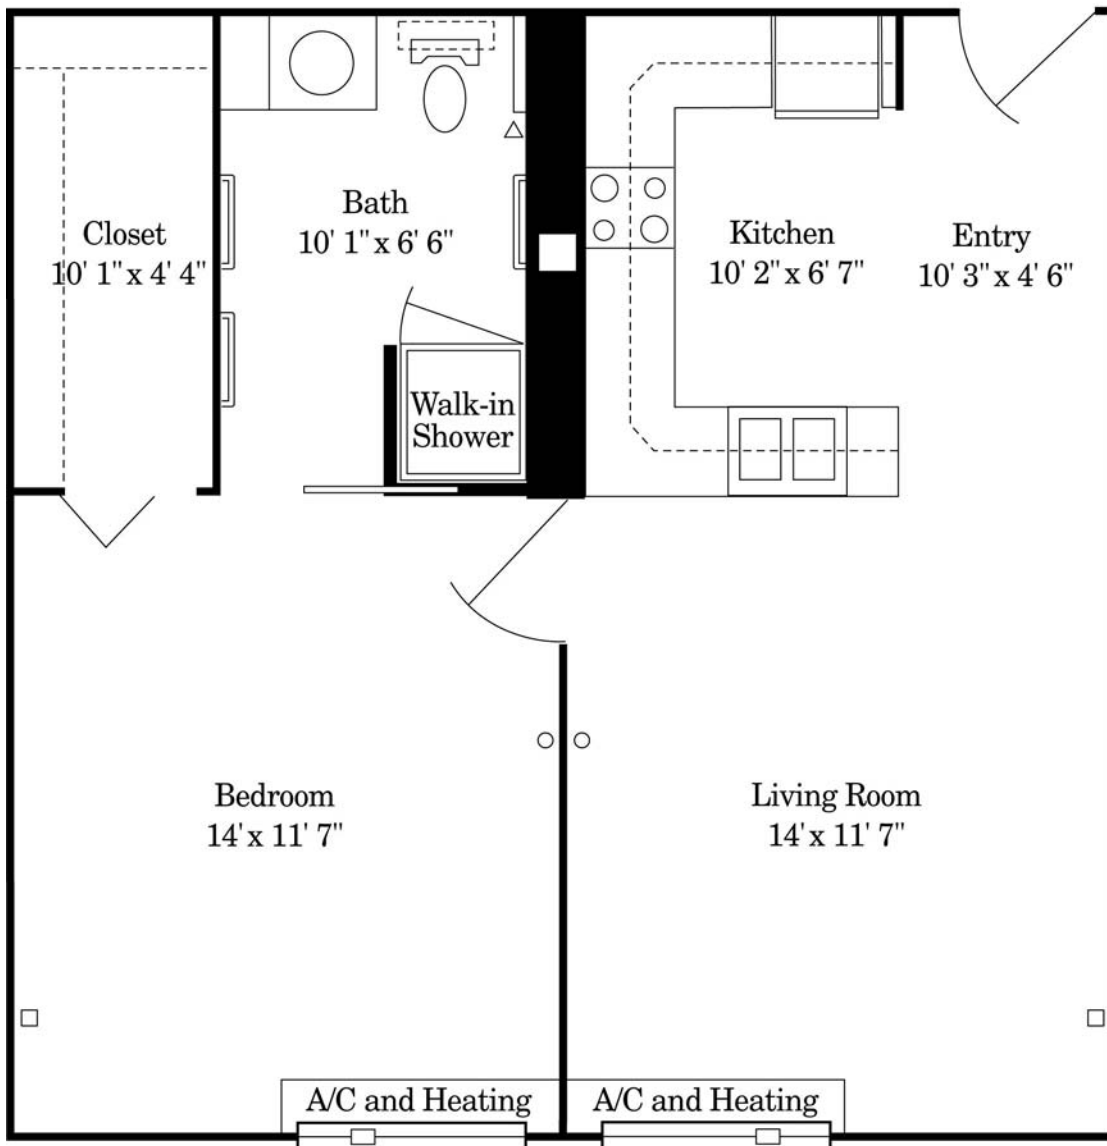 Closet
10' 1" x 4' 4"
Bath
10' 1" x 6' 6"
Kitchen
10' 2" x 6' 7"
Entry
10' 3" x 4' 6"
Walk-in
Shower
Bedroom
14' x 11' 7"
Living Room
14' x 11' 7"
A/C and Heating
A/C and Heating